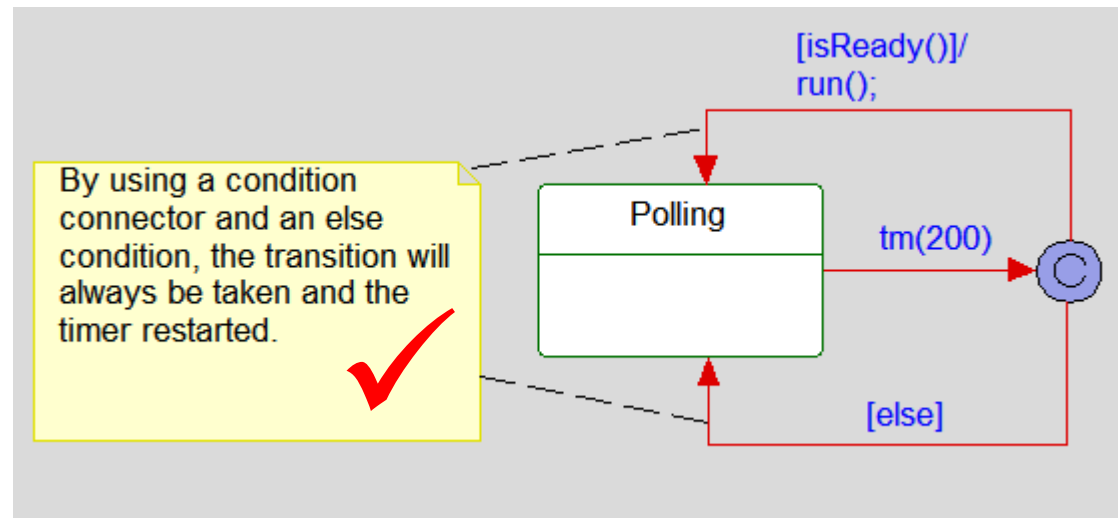 [isReady()]/
run();
By using a condition
connector and an else
condition, the transition will
always be taken and the
timer restarted.
Polling
tm(200)
C
[else]